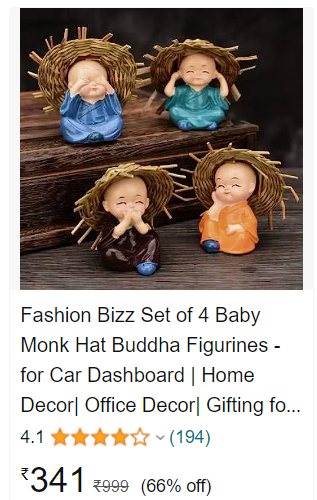 Fashion Bizz Set of 4 Baby
Monk Hat Buddha Figurines -
for Car Dashboard | Home
Decor| Office Decor| Gifting fo...
4.1 (194)
₹341 ₹999 (66% off)